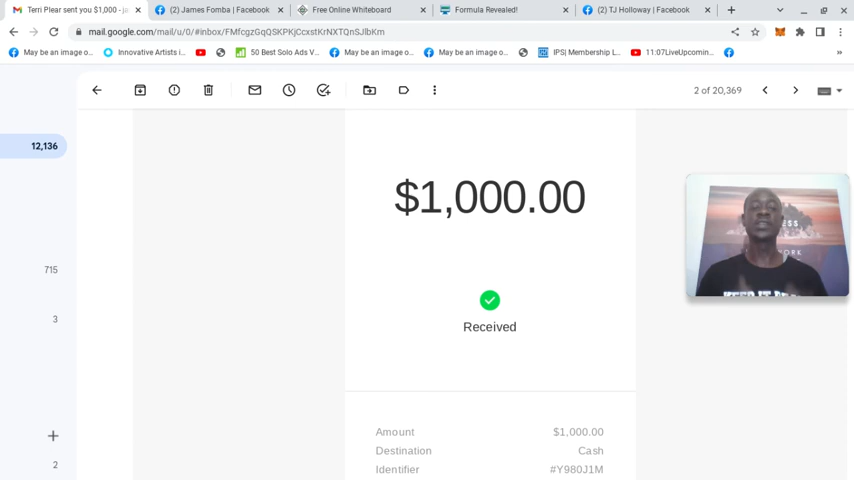 Terri Plear sent you $1,000 - ja
(2) James Fomba | Facebook
Free Online Whiteboard
Formula Revealed!
(2) TJ Holloway | Facebook
mail.google.com/mail/u/0/#inbox/FMfcgzGqQSKPKjCcxstKrNXTQnSJlbKm
May be an image o...
Innovative Artists i...
50 Best Solo Ads V...
May be an image o...
May be an image o...
IPS| Membership L...
11:07LiveUpcomin...
2 of 20,369
12,136
$1,000.00
715
3
Received
Amount $1,000.00
Destination Cash
Identifier #Y980J1M
2